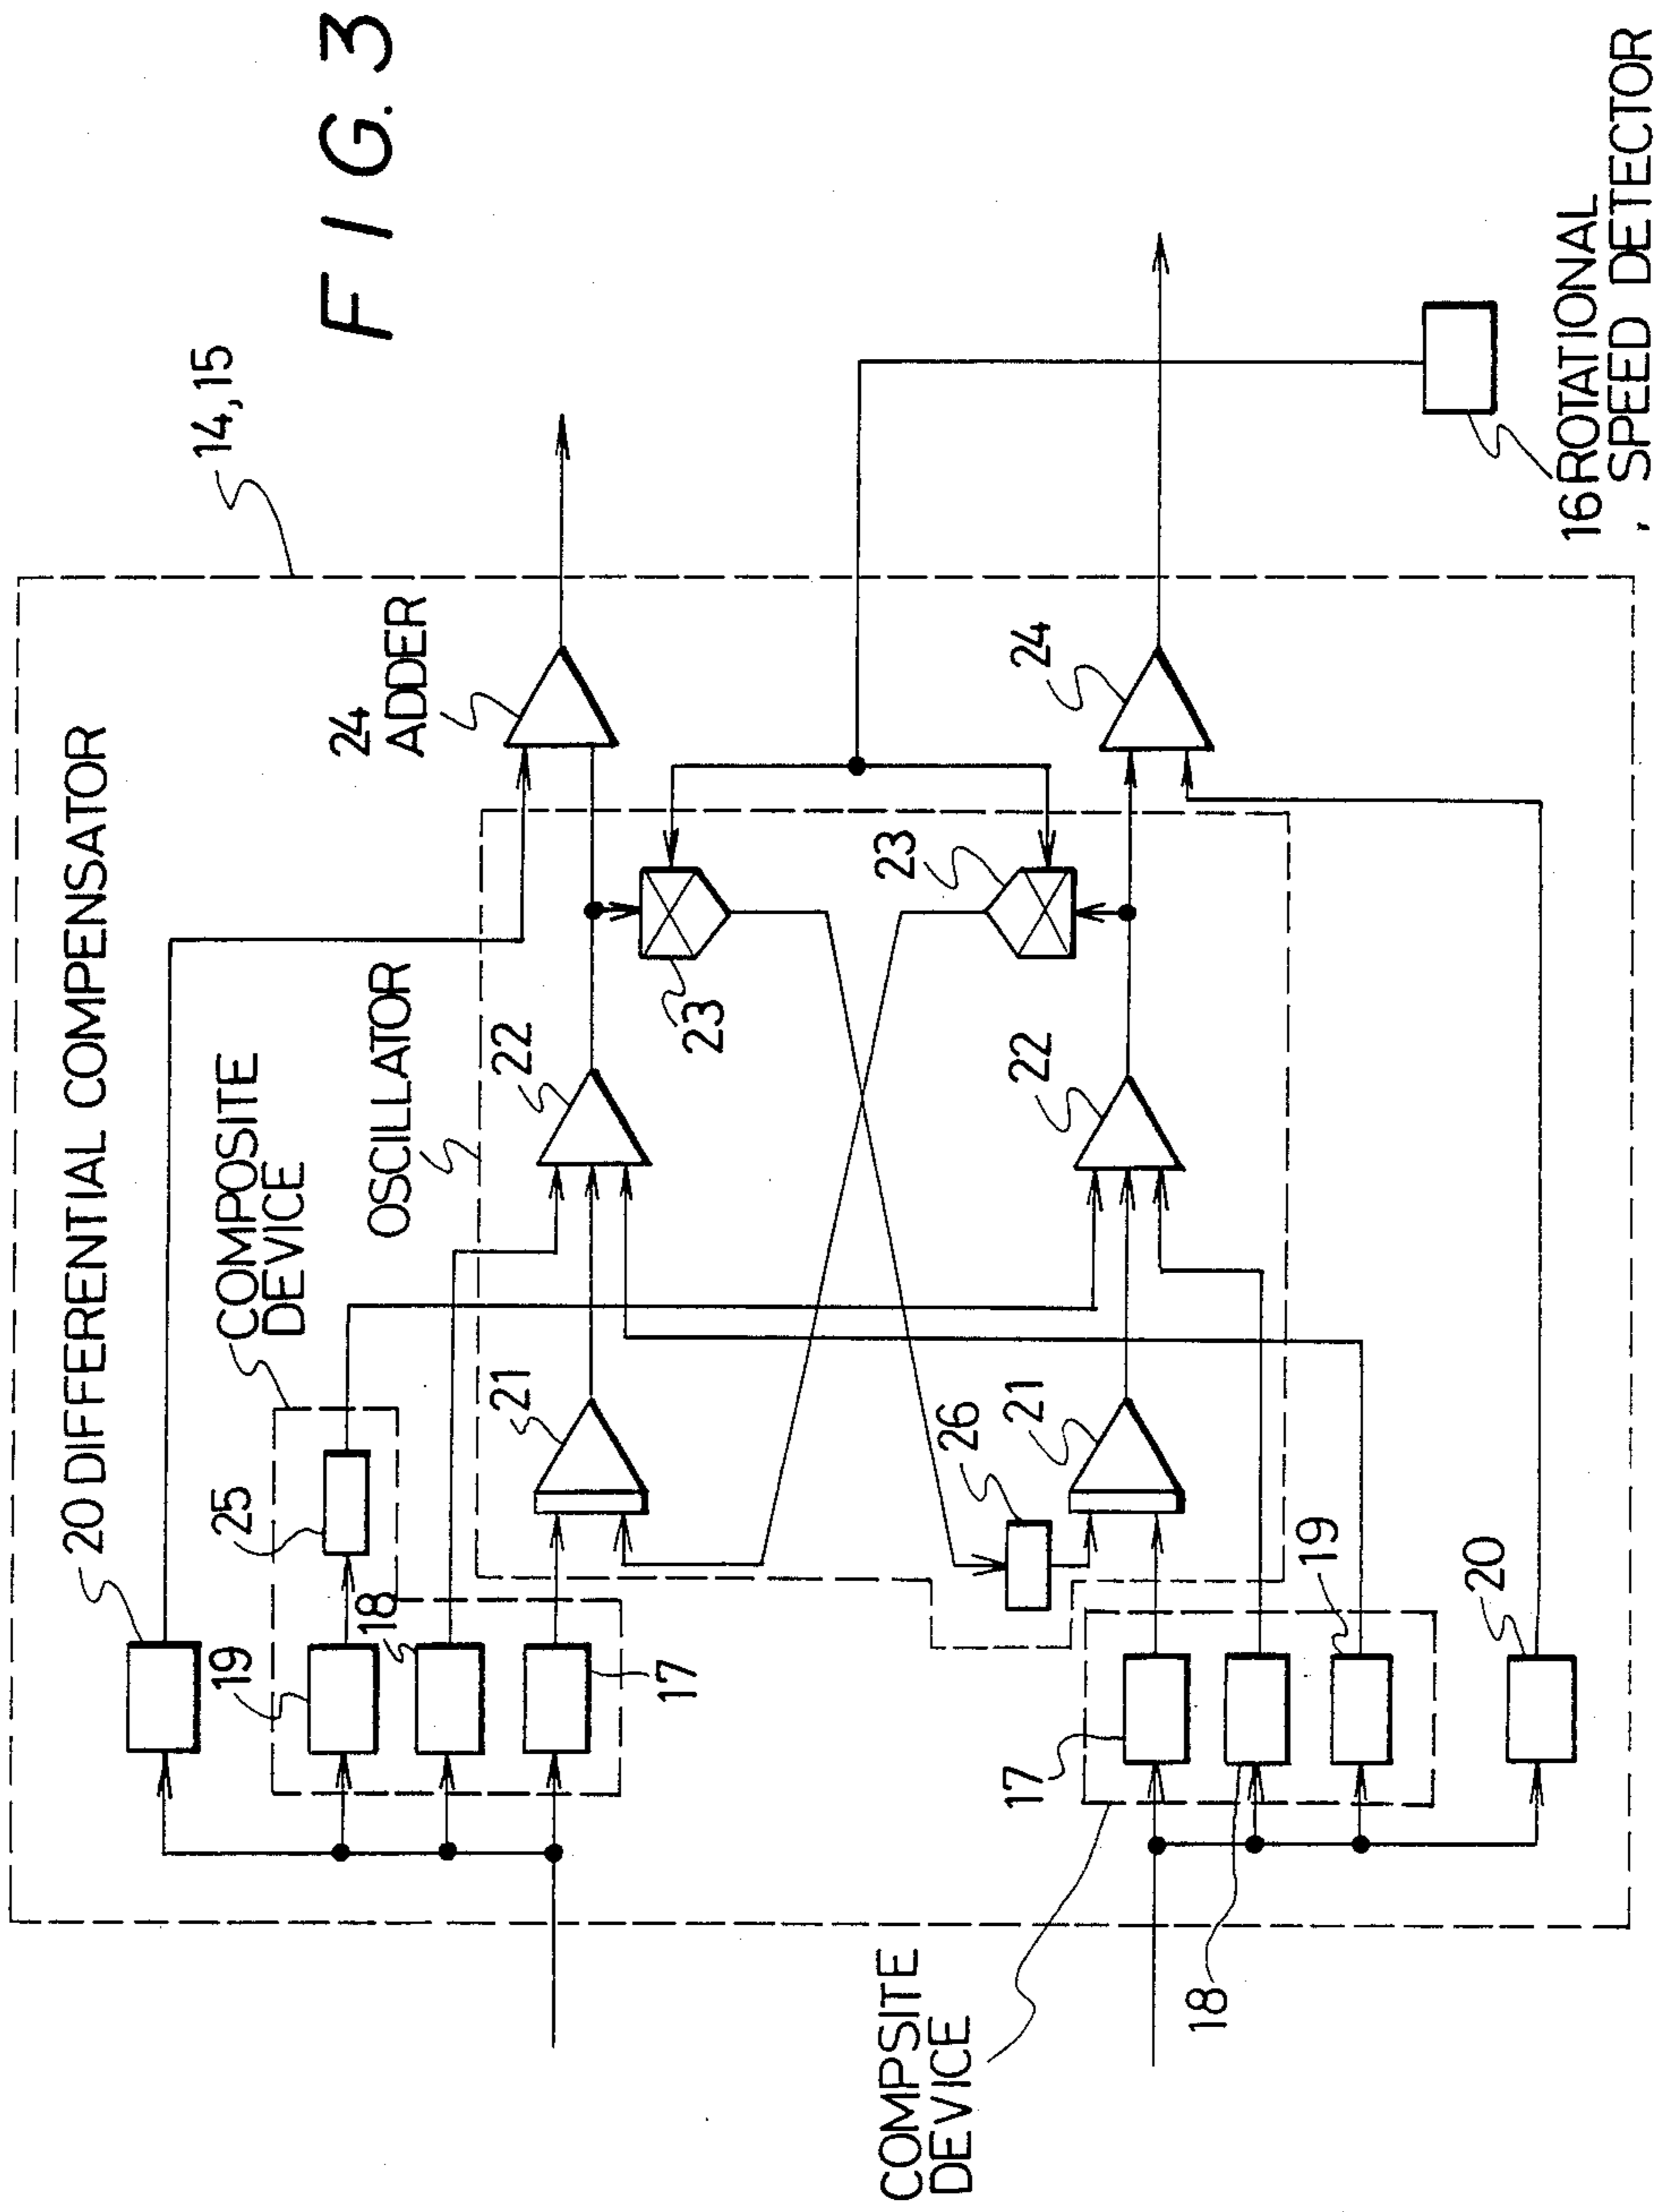 FIG. 3
14, 15
20 DIFFERENTIAL COMPENSATOR
COMPOSITE
DEVICE
OSCILLATOR
24
ADDER
25
19
18
17
21
22
23
23
24
22
26
21
17
18
19
20
COMPSITE
DEVICE
16 ROTATIONAL
, SPEED DETECTOR